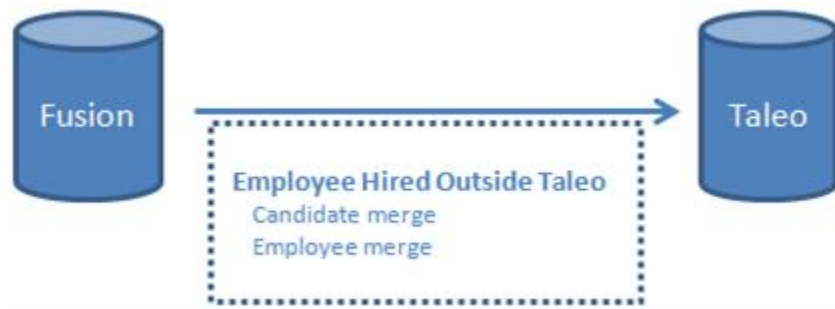 Fusion
Taleo
Employee Hired Outside Taleo
Candidate merge
Employee merge